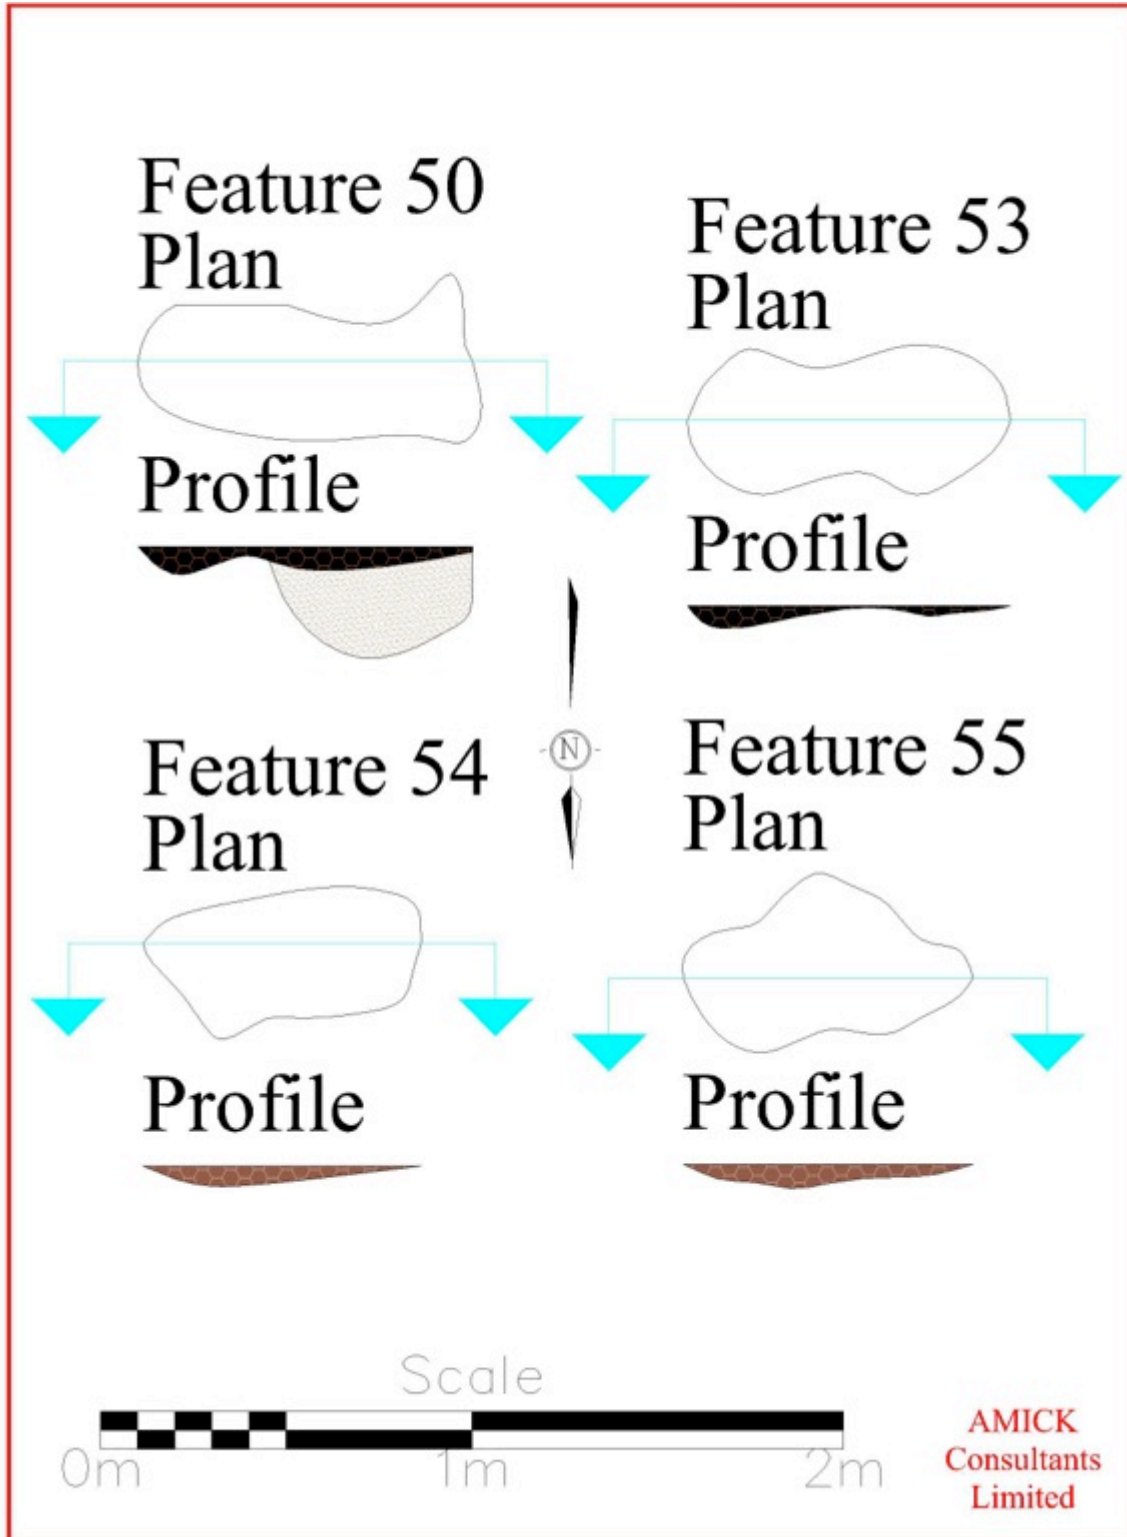 Feature 50
Plan
Profile
Feature 53
Plan
Profile
N
Feature 54
Plan
Profile
Feature 55
Plan
Profile
Scale
0m 1m 2m
AMICK
Consultants
Limited